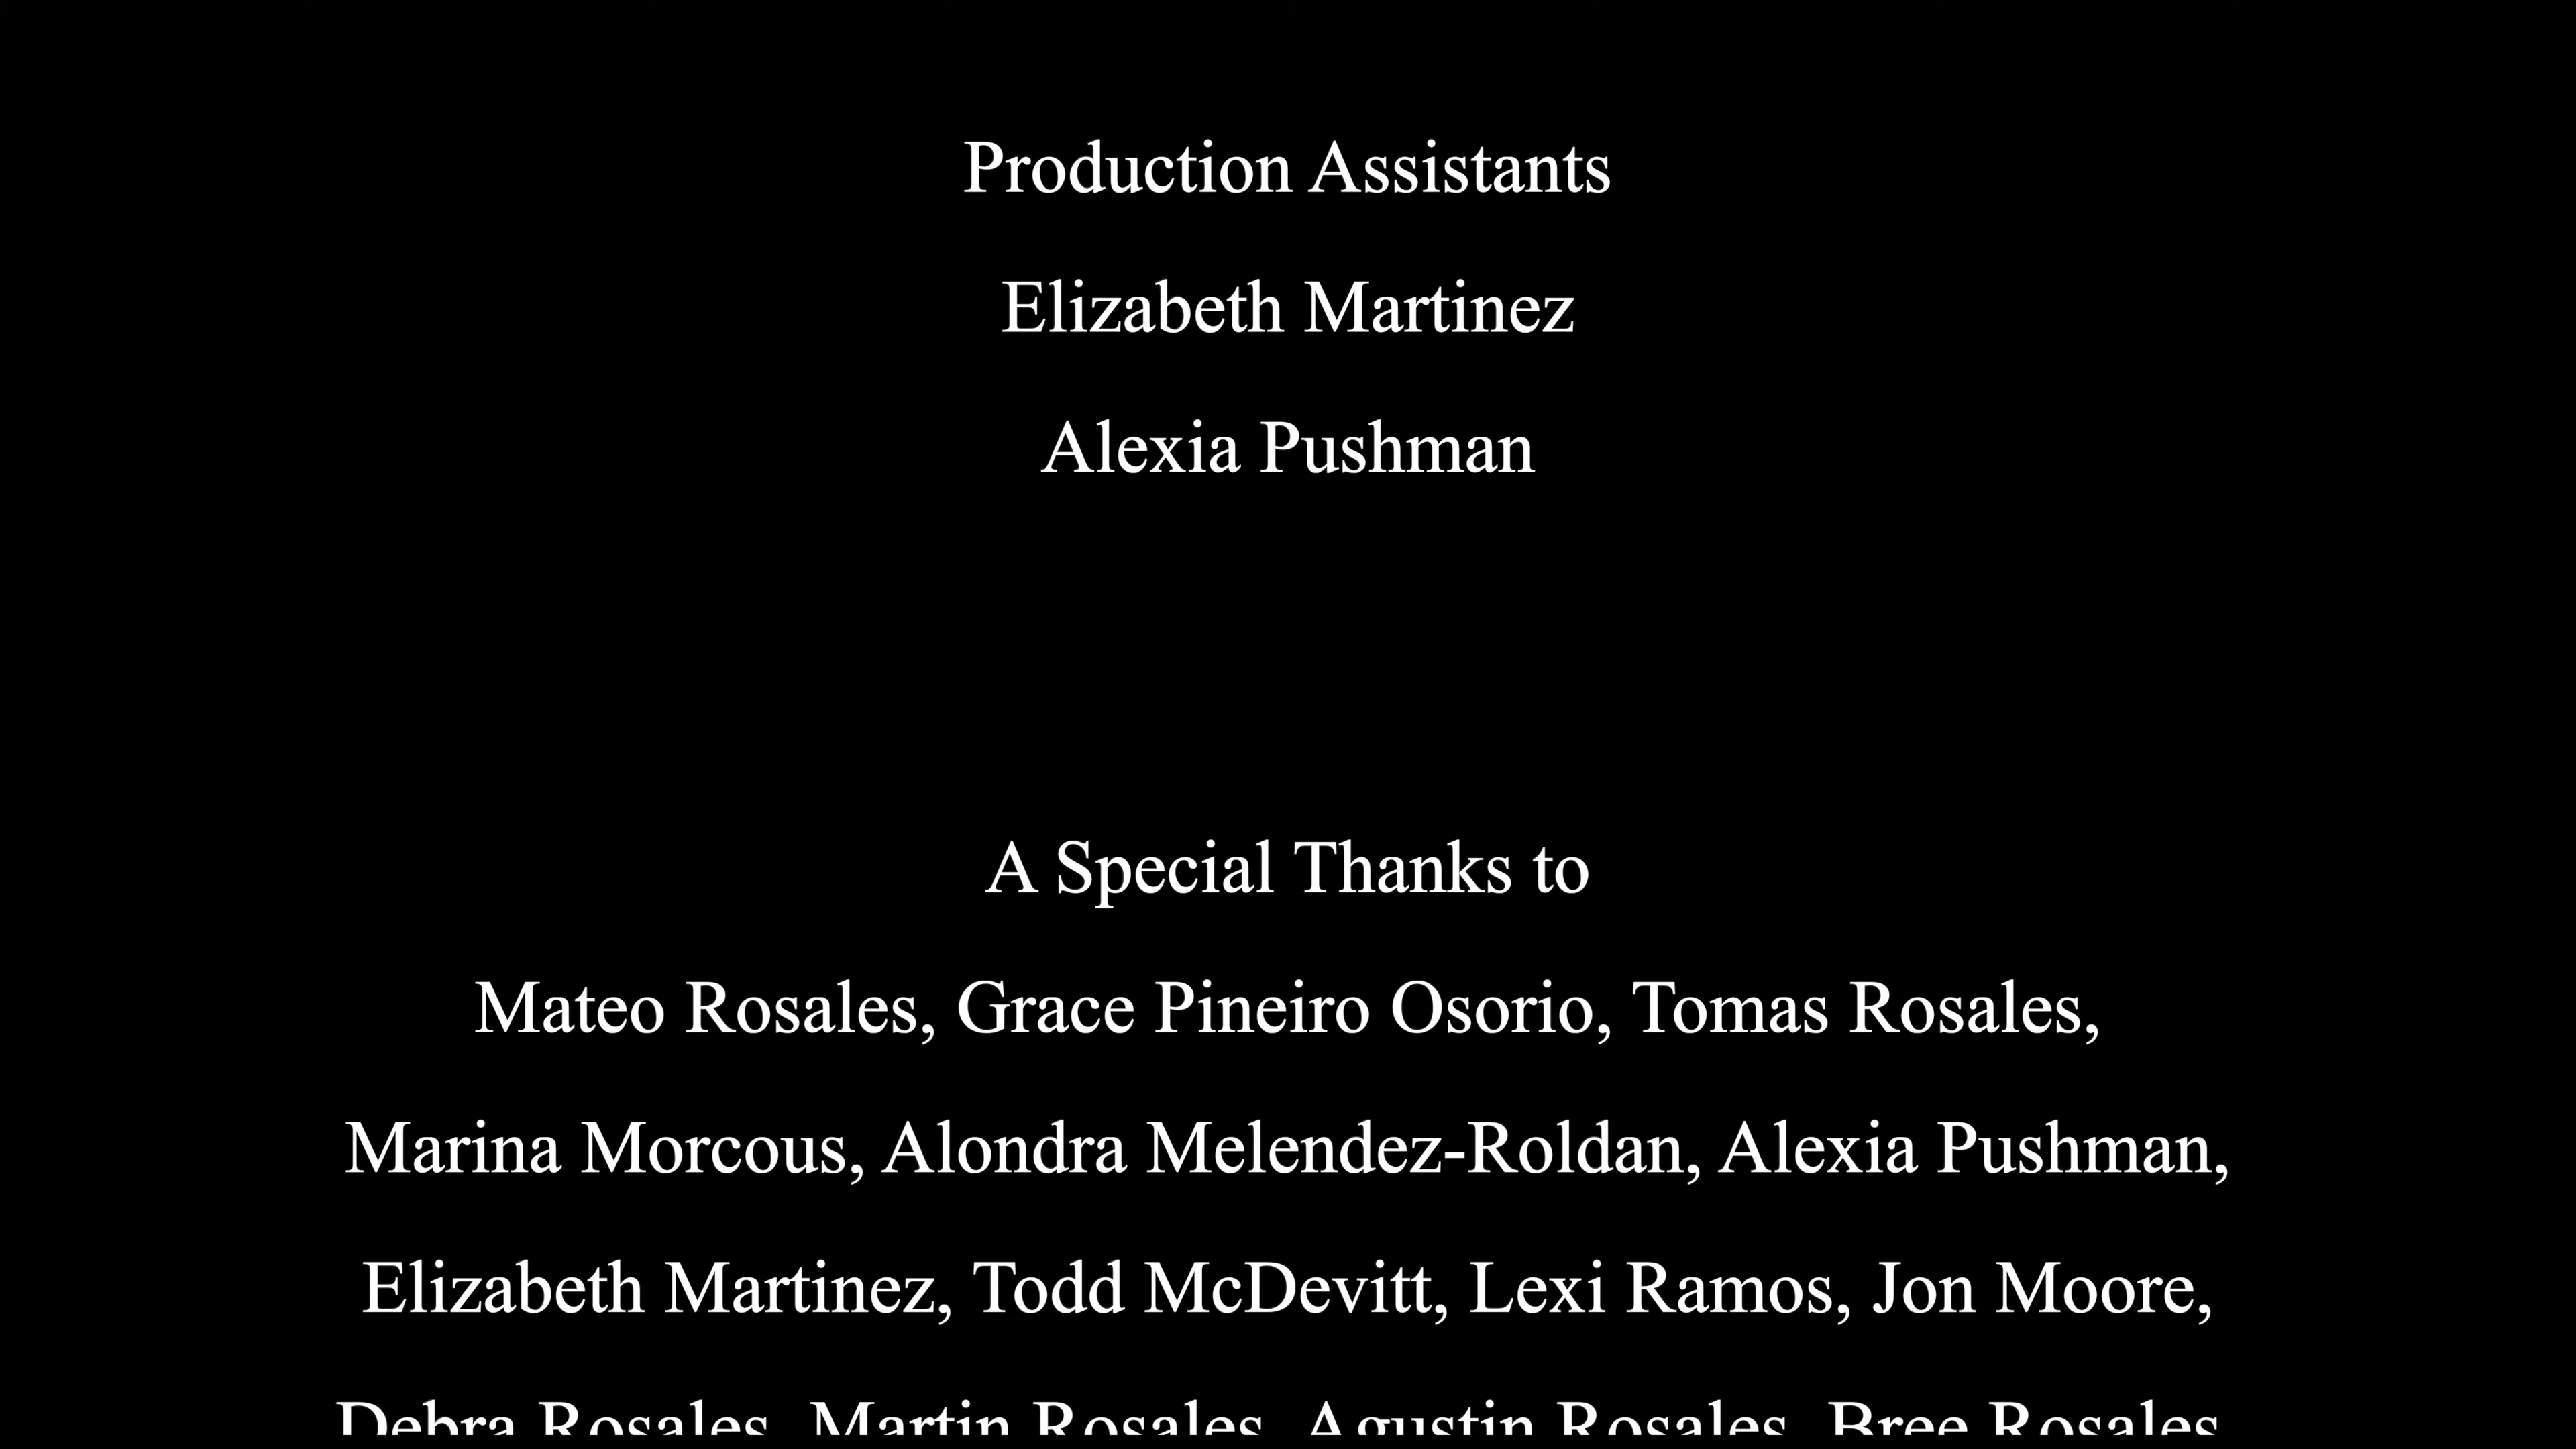 Production Assistants
Elizabeth Martinez
Alexia Pushman
A Special Thanks to
Mateo Rosales, Grace Pineiro Osorio, Tomas Rosales,
Marina Morcous, Alondra Melendez-Roldan, Alexia Pushman,
Elizabeth Martinez, Todd McDevitt, Lexi Ramos, Jon Moore,
Debra Rosales, Martin Rosales, Agustin Rosales, Bree Rosales